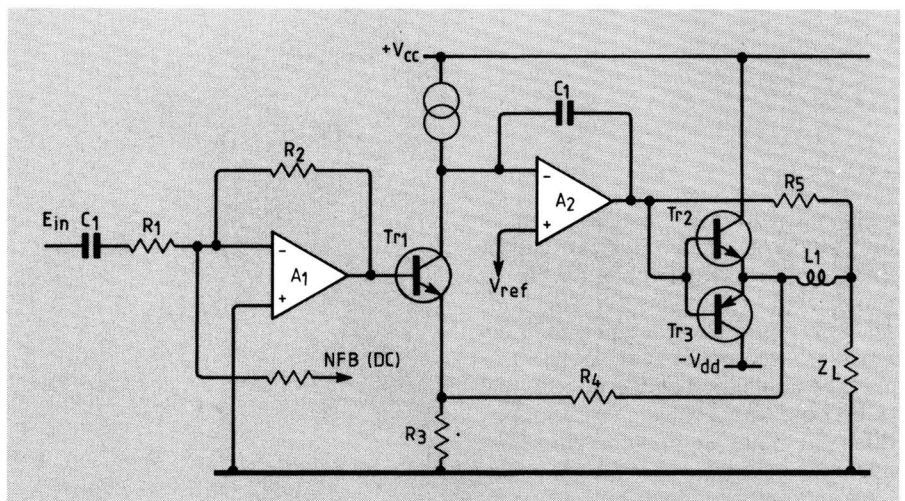 +Vcc
C1
R2
R5
Ein
C1
R1
Tr1
A1
-
+
A2
-
+
Tr2
L1
Vref
Tr3
NFB (DC)
-Vdd
ZL
R4
R3